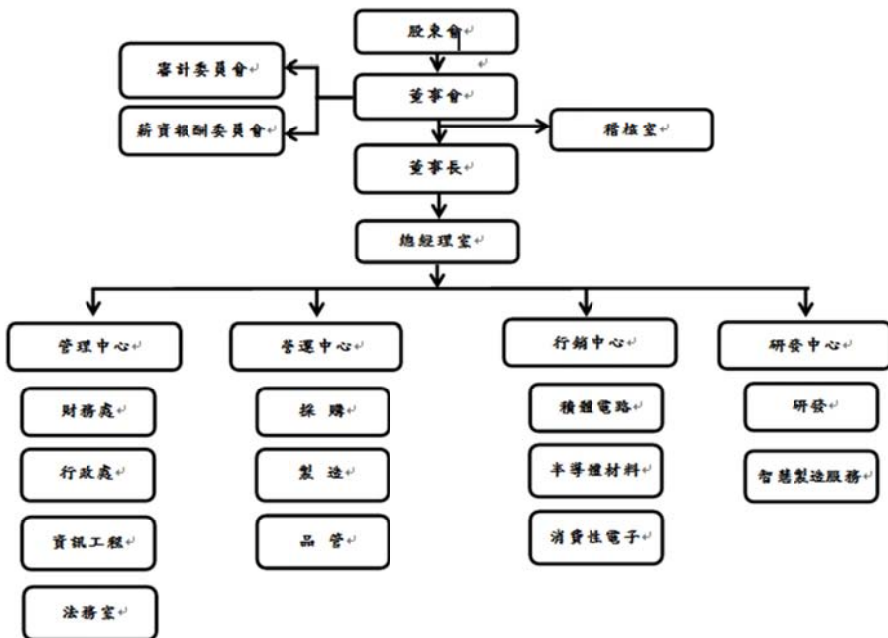 股東會
審計委員會
董事會
薪資報酬委員會
稽核室
董事長
總經理室
管理中心
營運中心
行銷中心
研發中心
財務處
採 購
積體電路
研發
行政處
製 造
半導體材料
智慧製造服務
資訊工程
品 管
消費性電子
法務室